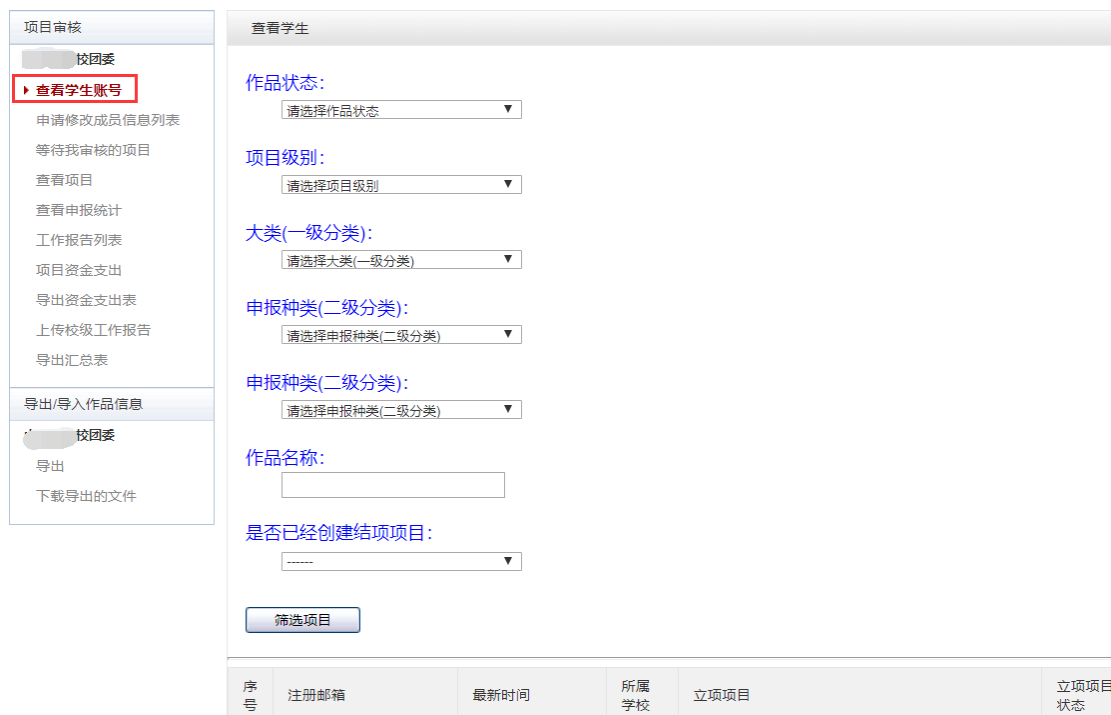 项目审核
校团委
查看学生账号
申请修改成员信息列表
等待我审核的项目
查看项目
查看申报统计
工作报告列表
项目资金支出
导出资金支出表
上传校级工作报告
导出汇总表
导出/导入作品信息
校团委
导出
下载导出的文件
查看学生
作品状态:
请选择作品状态
项目级别:
请选择项目级别
大类(一级分类):
请选择大类(一级分类)
申报种类(二级分类):
请选择申报种类(二级分类)
申报种类(二级分类):
请选择申报种类(二级分类)
作品名称:
是否已经创建结项项目:
------
筛选项目
序号
注册邮箱
最新时间
所属学校
立项项目
立项项目状态